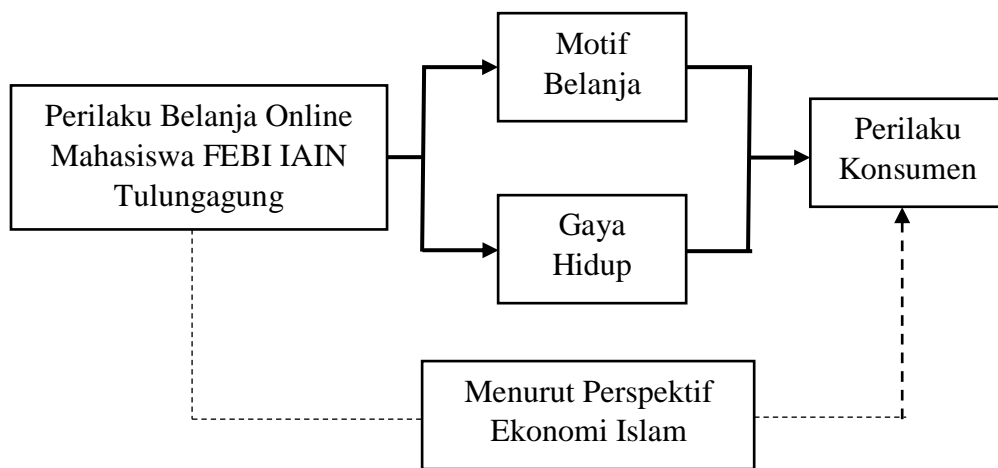 Motif
Belanja
Perilaku Belanja Online
Mahasiswa FEBI IAIN
Tulungagung
Perilaku
Konsumen
Gaya
Hidup
Menurut Perspektif
Ekonomi Islam